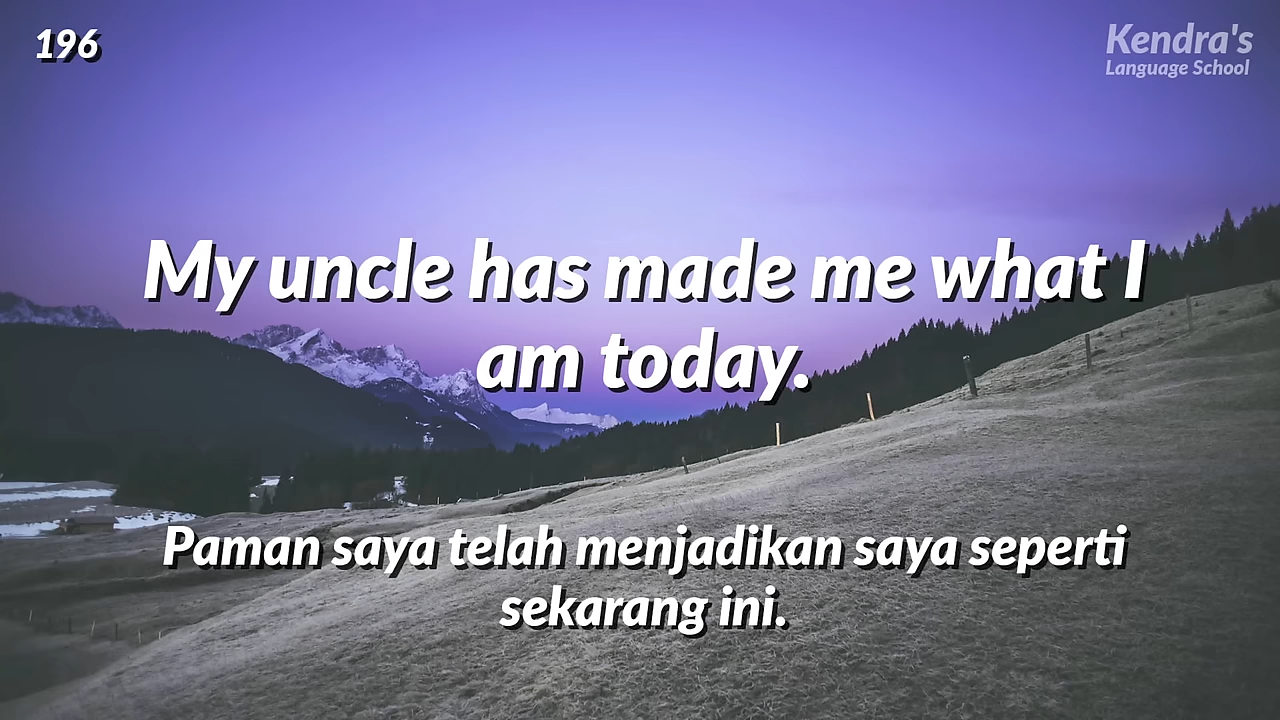 196
Kendra's
Language School
My uncle has made me what I
am today.
Paman saya telah menjadikan saya seperti
sekarang ini.